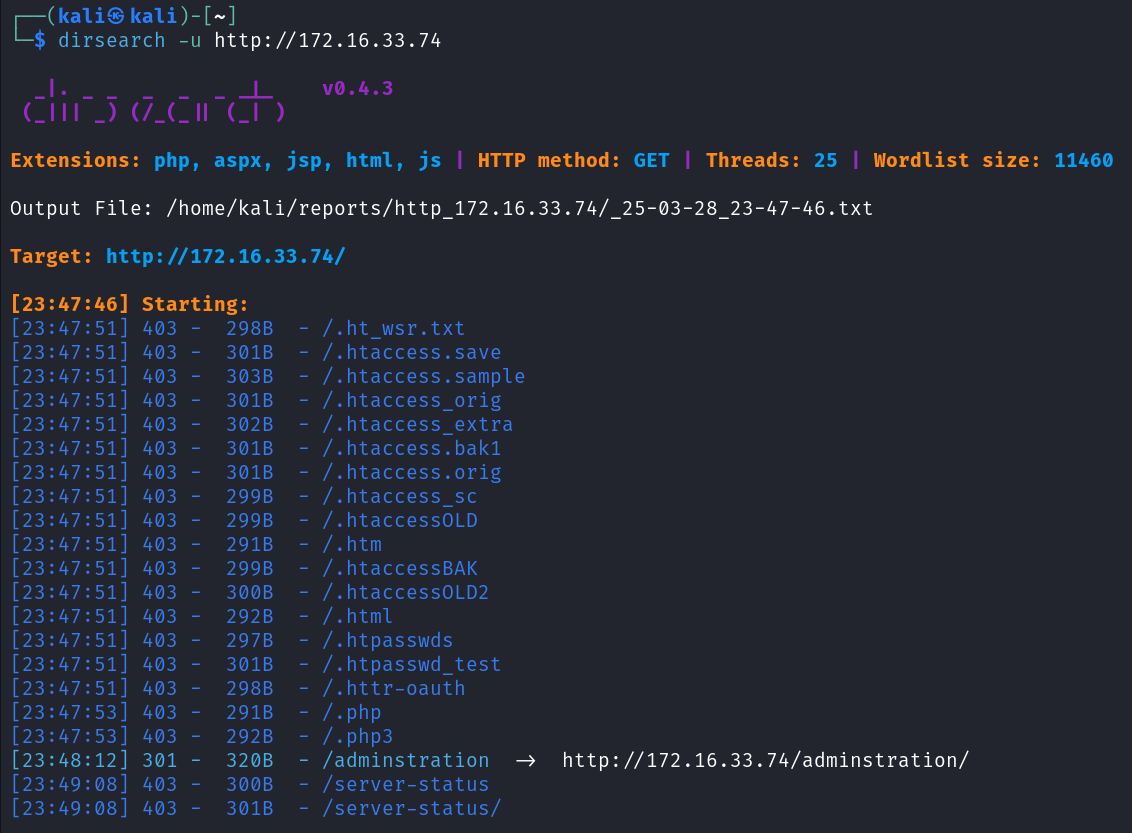 ┌──(kali㉿kali)-[~]
└─$ dirsearch -u http://172.16.33.74
  _|. _ _  _  _  _ _|_    v0.4.3
 (_||| _) (/_(_|| (_| )
Extensions: php, aspx, jsp, html, js | HTTP method: GET | Threads: 25 | Wordlist size: 11460
Output File: /home/kali/reports/http_172.16.33.74/_25-03-28_23-47-46.txt
Target: http://172.16.33.74/
[23:47:46] Starting:
[23:47:51] 403 -  298B  - /.ht_wsr.txt
[23:47:51] 403 -  301B  - /.htaccess.save
[23:47:51] 403 -  303B  - /.htaccess.sample
[23:47:51] 403 -  301B  - /.htaccess_orig
[23:47:51] 403 -  302B  - /.htaccess_extra
[23:47:51] 403 -  301B  - /.htaccess.bak1
[23:47:51] 403 -  301B  - /.htaccess.orig
[23:47:51] 403 -  299B  - /.htaccess_sc
[23:47:51] 403 -  299B  - /.htaccessOLD
[23:47:51] 403 -  291B  - /.htm
[23:47:51] 403 -  299B  - /.htaccessBAK
[23:47:51] 403 -  300B  - /.htaccessOLD2
[23:47:51] 403 -  292B  - /.html
[23:47:51] 403 -  297B  - /.htpasswds
[23:47:51] 403 -  301B  - /.htpasswd_test
[23:47:51] 403 -  298B  - /.httr-oauth
[23:47:53] 403 -  291B  - /.php
[23:47:53] 403 -  292B  - /.php3
[23:48:12] 301 -  320B  - /adminstration  ->  http://172.16.33.74/adminstration/
[23:49:08] 403 -  300B  - /server-status
[23:49:08] 403 -  301B  - /server-status/